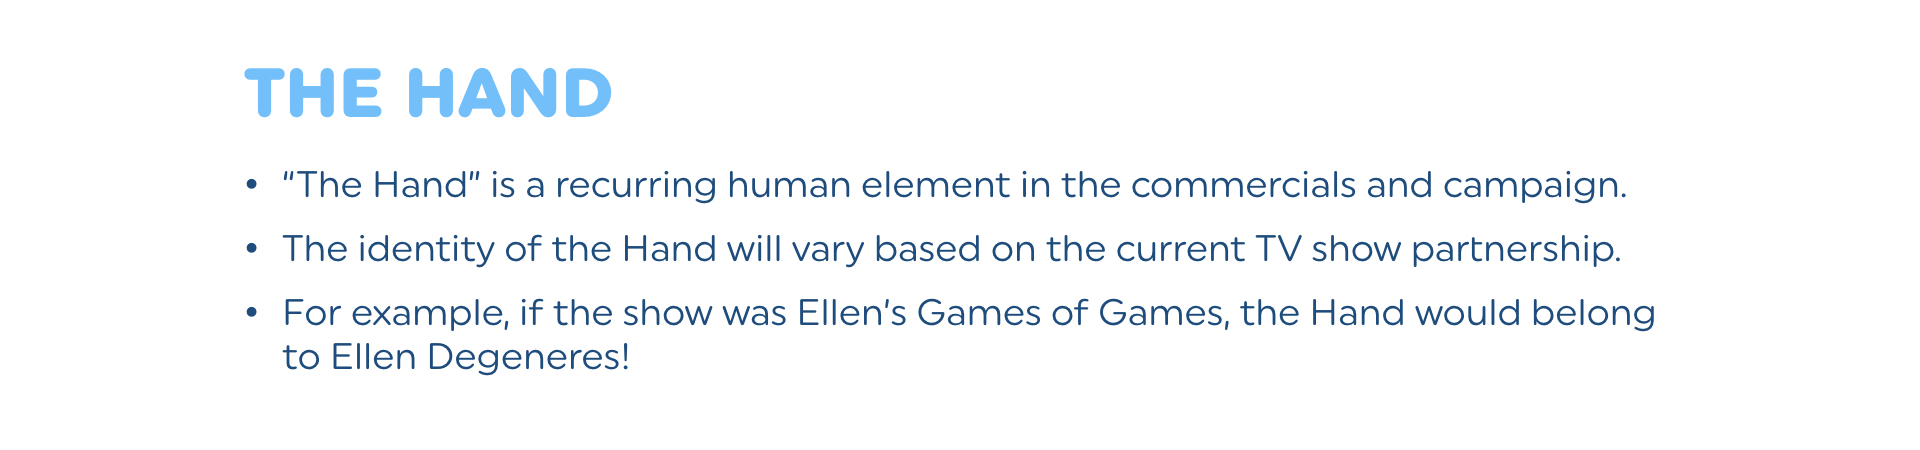 THE HAND
• “The Hand” is a recurring human element in the commercials and campaign.
• The identity of the Hand will vary based on the current TV show partnership.
• For example, if the show was Ellen’s Games of Games, the Hand would belong
to Ellen Degeneres!